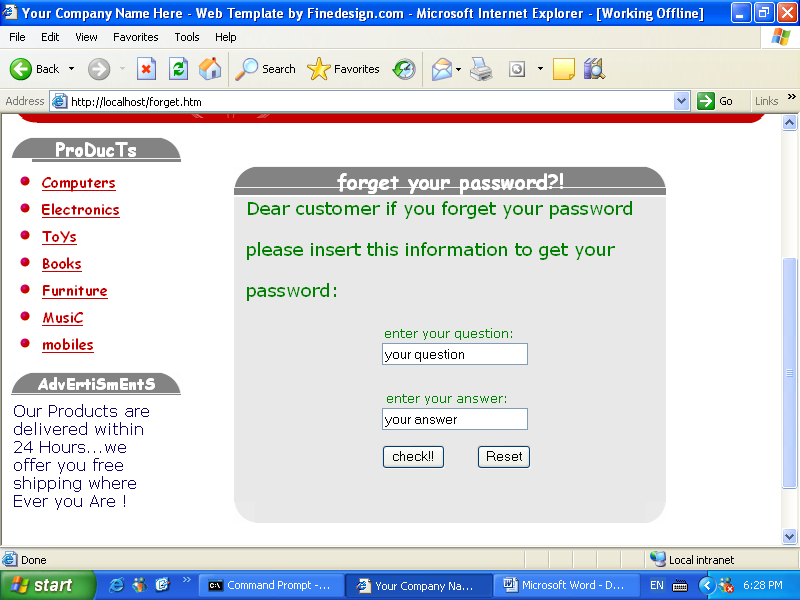 Your Company Name Here - Web Template by Finedesign.com - Microsoft Internet Explorer - [Working Offline]
File Edit View Favorites Tools Help
Back Search Favorites
Address http://localhost/forget.htm Go Links »
ProDucTs
Computers
Electronics
ToYs
Books
Furniture
MusiC
mobiles
AdvErtiSmEntS
Our Products are
delivered within
24 Hours...we
offer you free
shipping where
Ever you Are !
forget your password?!
Dear customer if you forget your password
please insert this information to get your
password:
enter your question:
your question
enter your answer:
your answer
check!! Reset
Done Local intranet
start » C:\ Command Prompt -... Your Company Na... Microsoft Word - D... EN 6:28 PM